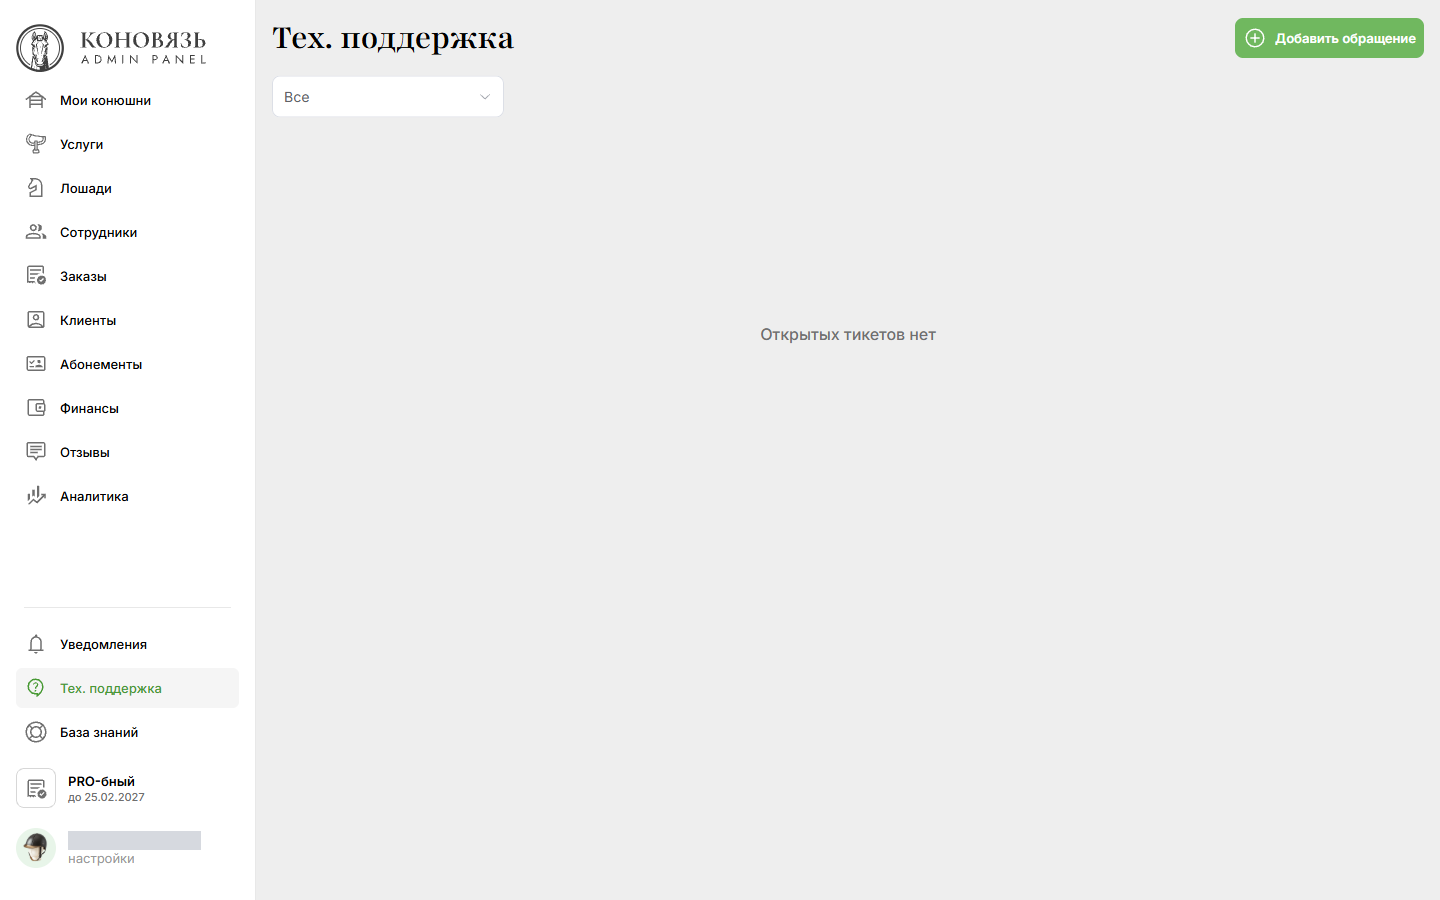 КОНОВЯЗЬ
ADMIN PANEL
Мои конюшни
Услуги
Лошади
Сотрудники
Заказы
Клиенты
Абонементы
Финансы
Отзывы
Аналитика
Уведомления
Тех. поддержка
База знаний
PRO-бный
до 25.02.2027
настройки
Тех. поддержка
Добавить обращение
Все
Открытых тикетов нет